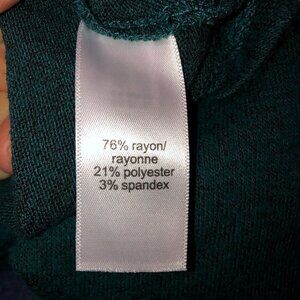 76% rayon/
rayonne
21% polyester
3% spandex